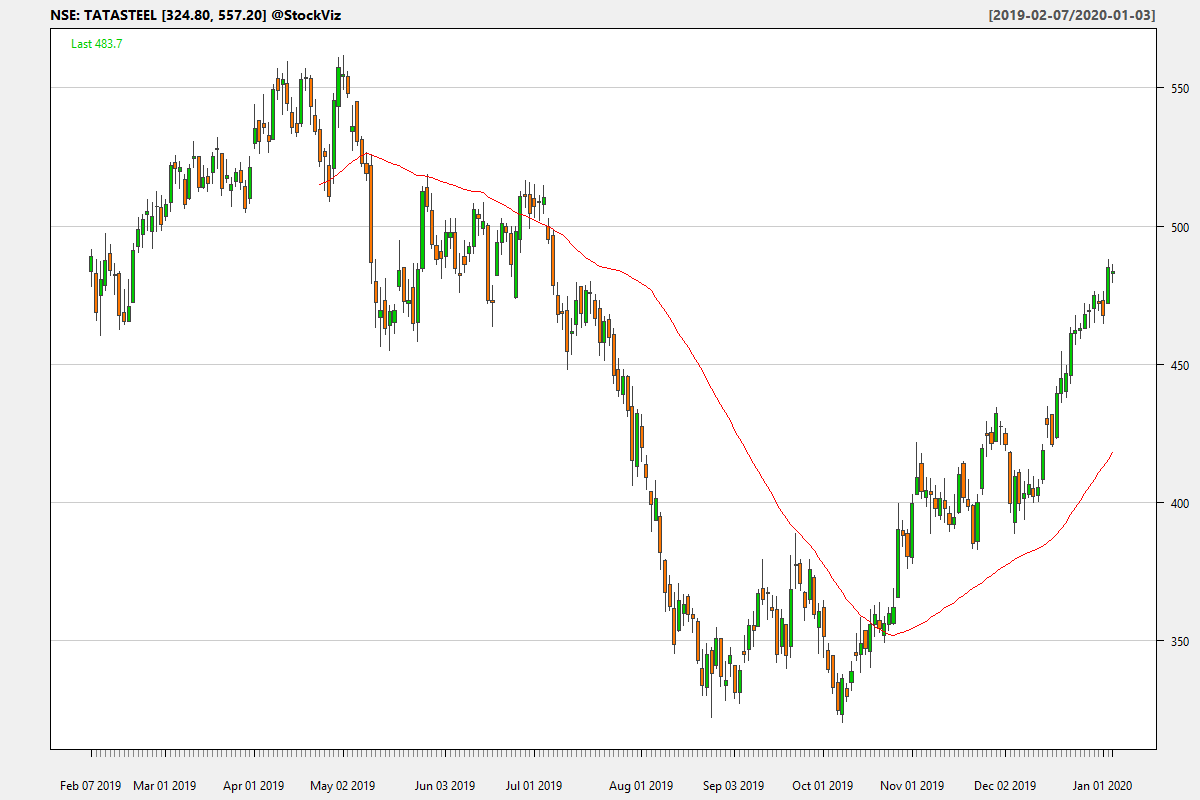 NSE: TATASTEEL [324.80, 557.20] @StockViz [2019-02-07/2020-01-03]
Last 483.7
550
500
450
400
350
Feb 07 2019 Mar 01 2019 Apr 01 2019 May 02 2019 Jun 03 2019 Jul 01 2019 Aug 01 2019 Sep 03 2019 Oct 01 2019 Nov 01 2019 Dec 02 2019 Jan 01 2020